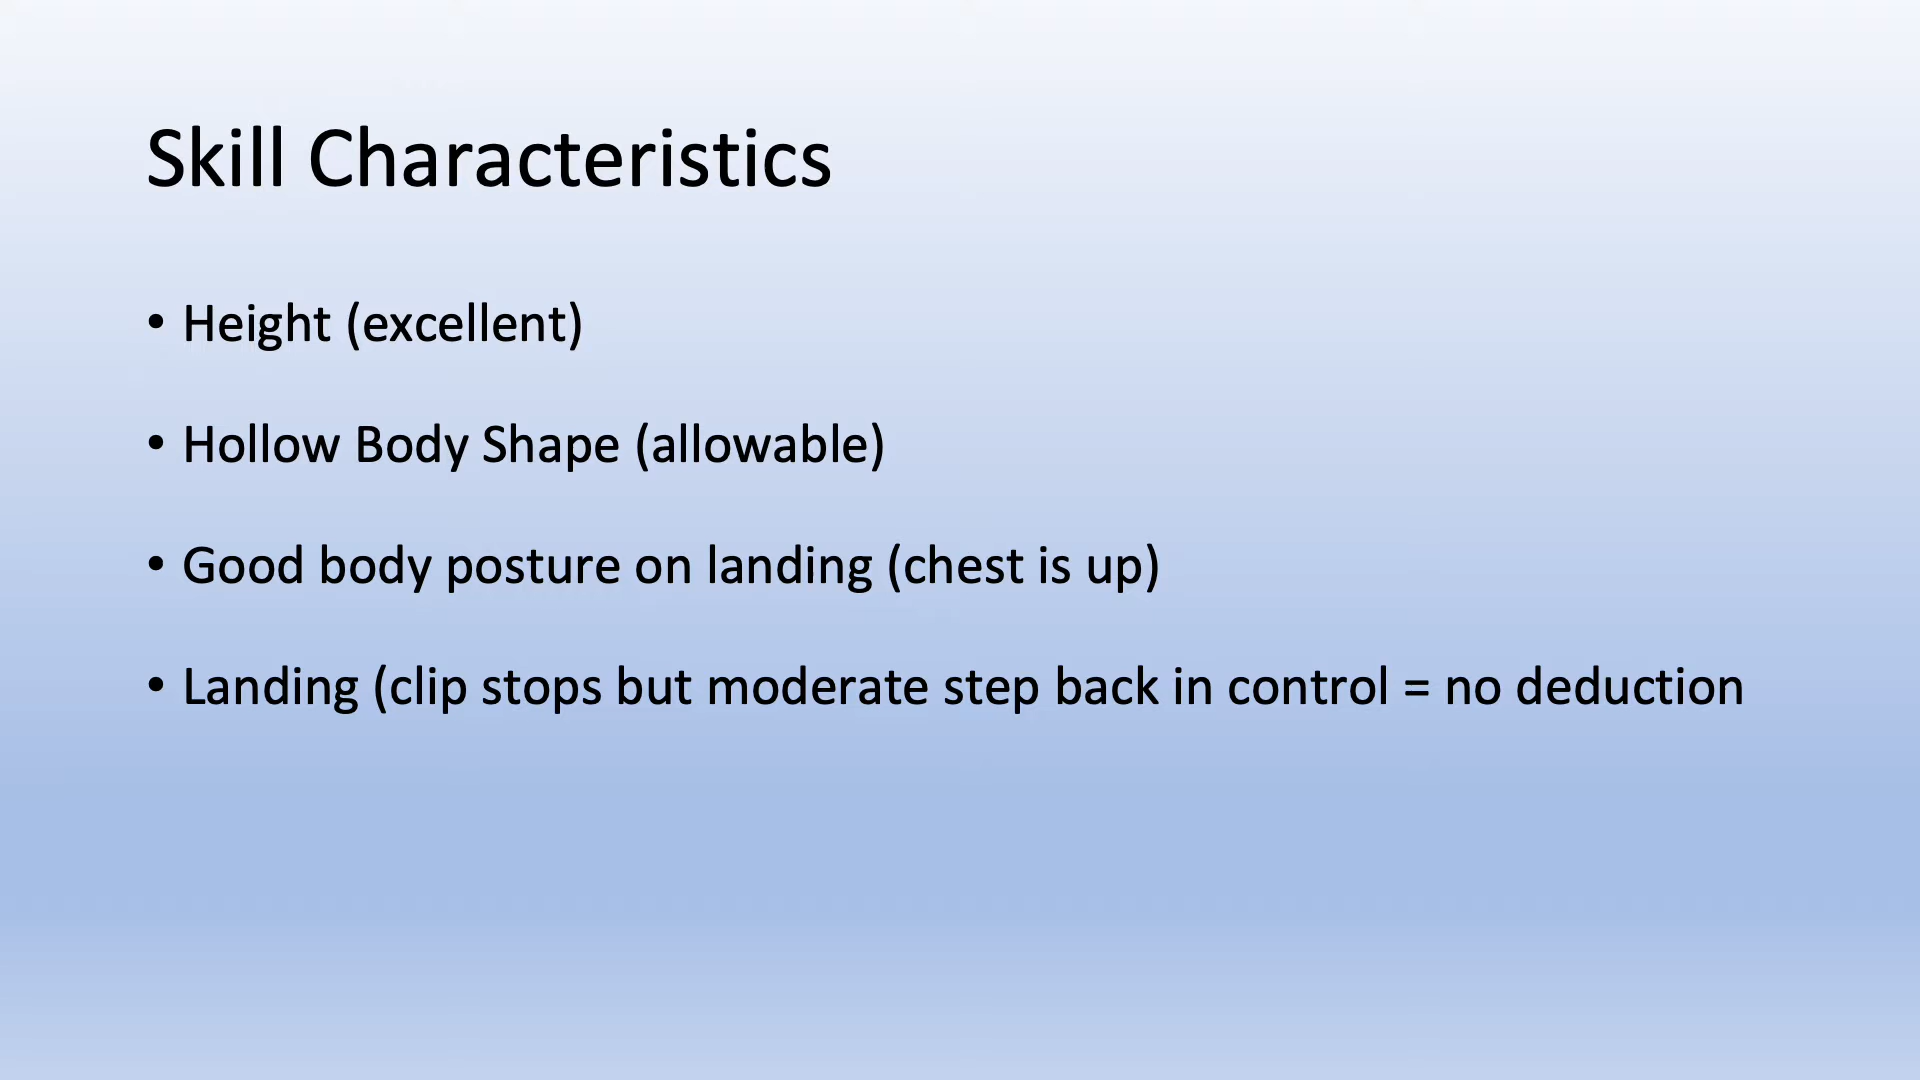 Skill Characteristics
• Height (excellent)
• Hollow Body Shape (allowable)
• Good body posture on landing (chest is up)
• Landing (clip stops but moderate step back in control = no deduction